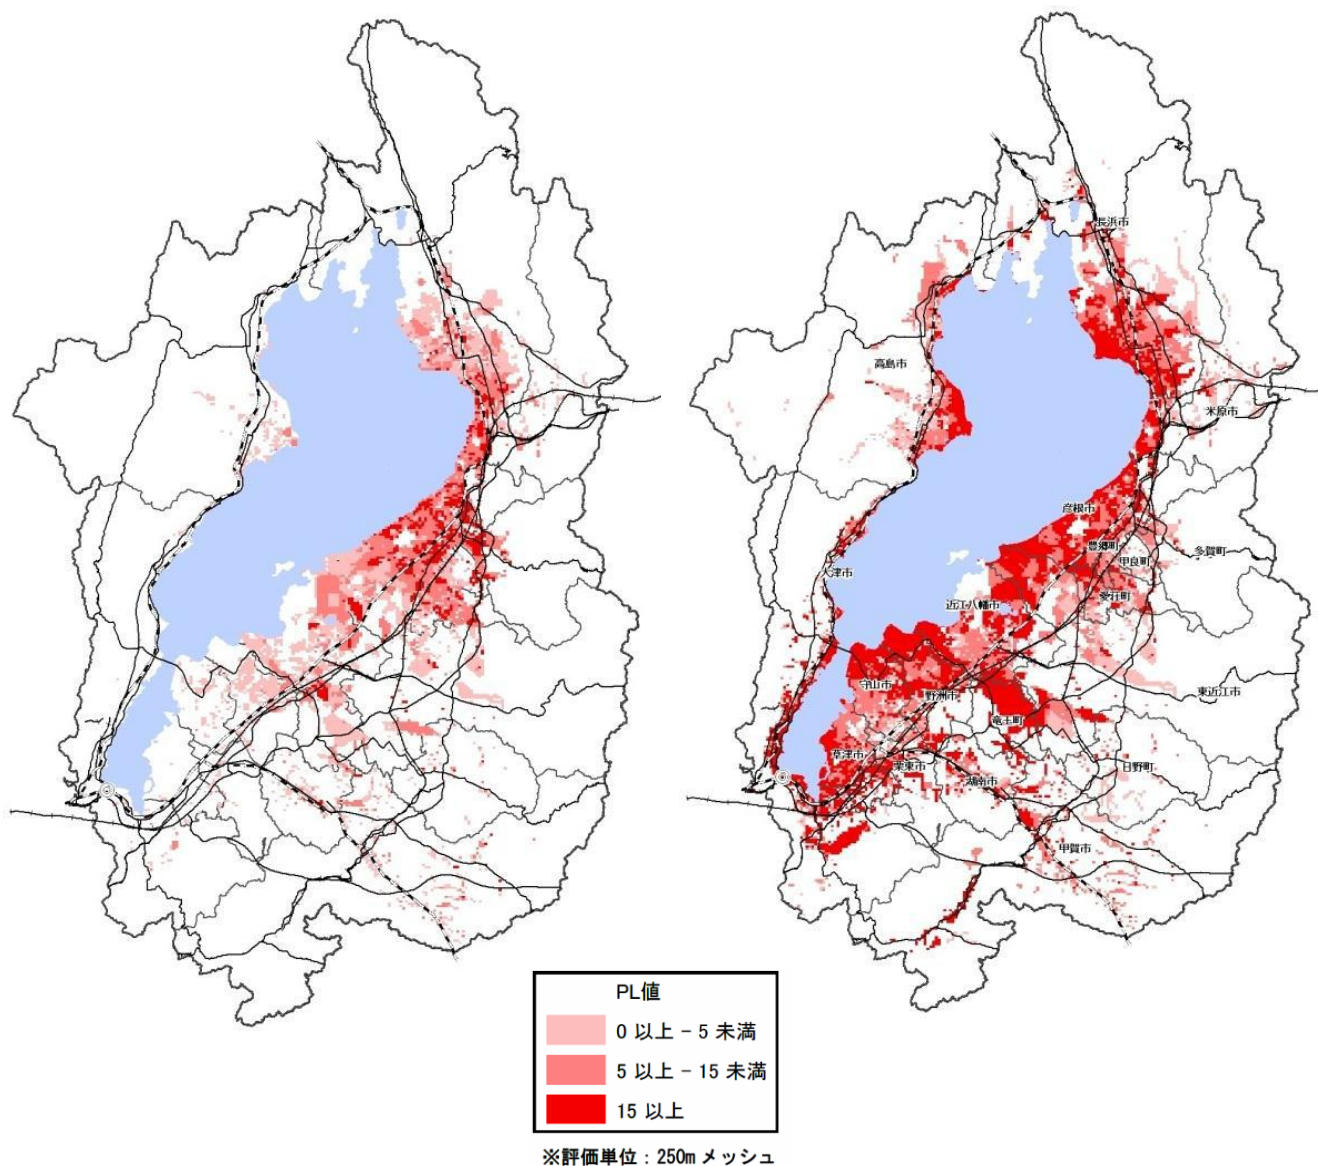 長浜市
高島市
米原市
彦根市
豊郷町
甲良町
多賀町
大津市
愛荘町
近江八幡市
東近江市
守山市
野洲市
竜王町
草津市
栗東市
湖南市
日野町
甲賀市
PL値
0 以上 − 5 未満
5 以上 − 15 未満
15 以上
※評価単位:250m メッシュ